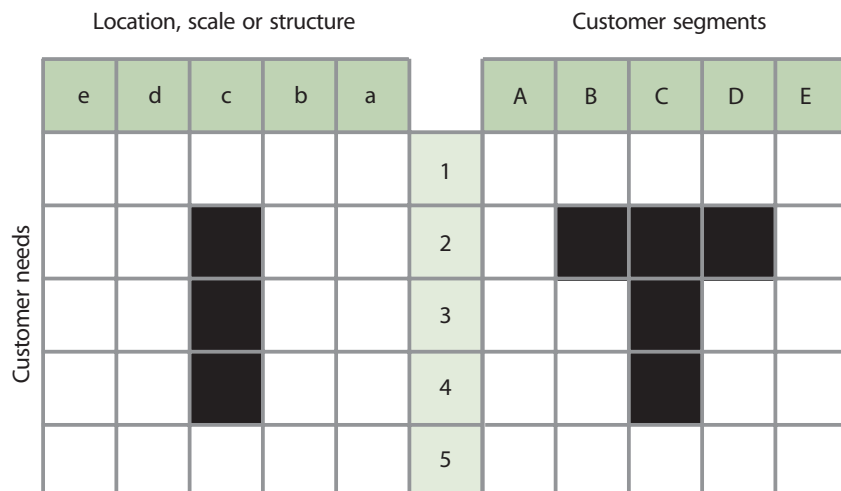 Location, scale or structure
Customer segments
e d c b a A B C D E
Customer needs
1
2
3
4
5